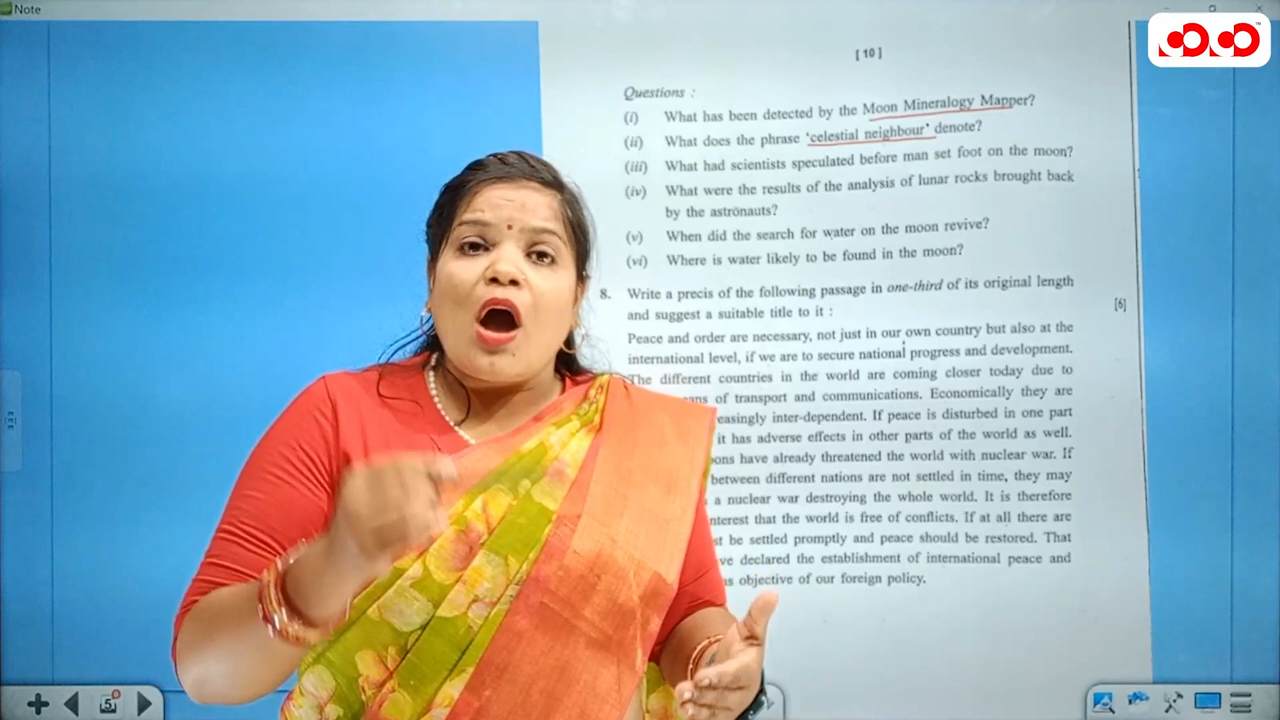 Note
[ 10 ]
Questions :
(i) What has been detected by the Moon Mineralogy Mapper?
(ii) What does the phrase 'celestial neighbour' denote?
(iii) What had scientists speculated before man set foot on the moon?
(iv) What were the results of the analysis of lunar rocks brought back
by the astronauts?
(v) When did the search for water on the moon revive?
(vi) Where is water likely to be found in the moon?
8. Write a precis of the following passage in one-third of its original length
and suggest a suitable title to it :
[6]
Peace and order are necessary, not just in our own country but also at the
international level, if we are to secure national progress and development.
The different countries in the world are coming closer today due to
of transport and communications. Economically they are
inter-dependent. If peace is disturbed in one part
it has adverse effects in other parts of the world as well.
have already threatened the world with nuclear war. If
between different nations are not settled in time, they may
a nuclear war destroying the whole world. It is therefore
that the world is free of conflicts. If at all there are
be settled promptly and peace should be restored. That
declared the establishment of international peace and
objective of our foreign policy.
5